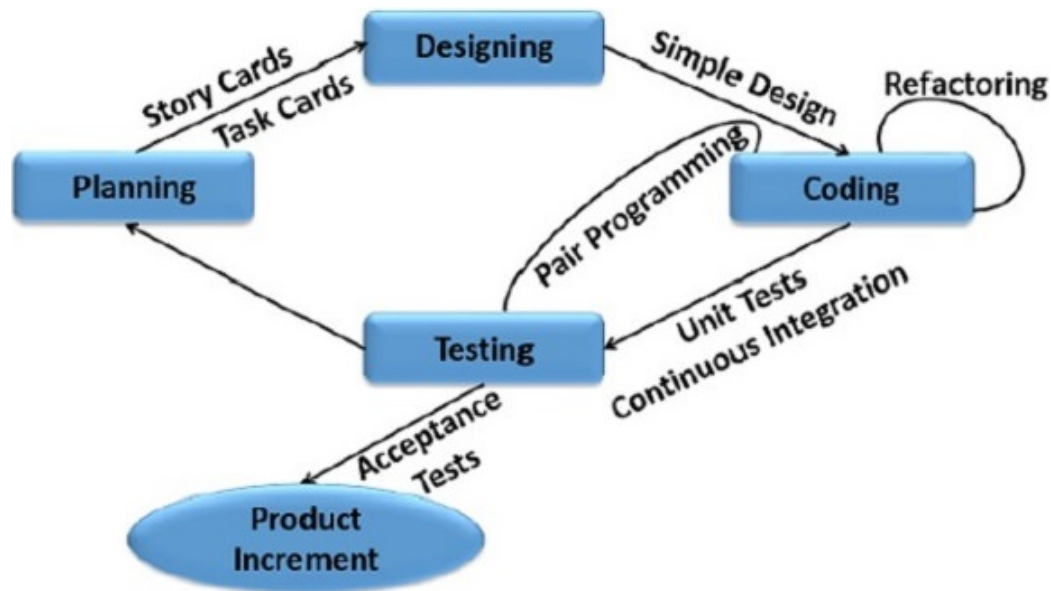 Designing
Story Cards
Task Cards
Simple Design
Refactoring
Planning
Pair Programming
Coding
Unit Tests
Continuous Integration
Testing
Acceptance
Tests
Product
Increment